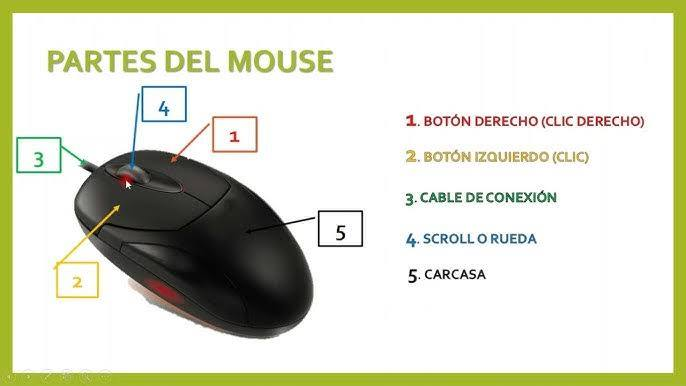 PARTES DEL MOUSE
4
1
3
5
2
1. BOTÓN DERECHO (CLIC DERECHO)
2. BOTÓN IZQUIERDO (CLIC)
3. CABLE DE CONEXIÓN
4. SCROLL O RUEDA
5. CARCASA